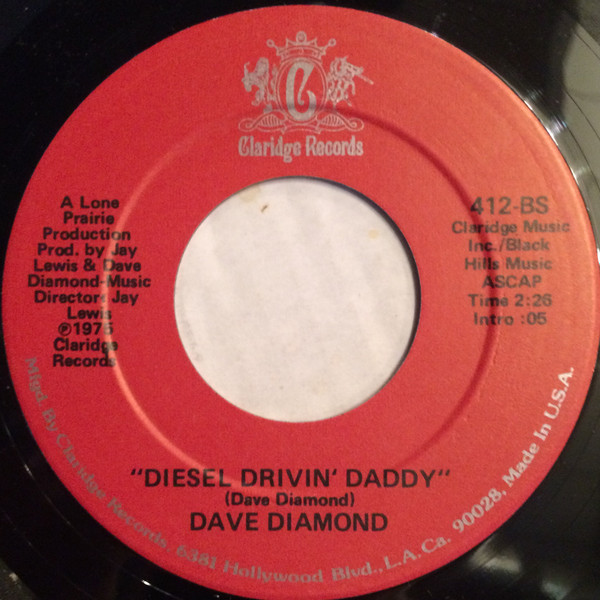 C
Claridge Records
A Lone
Prairie
Production
Prod. by Jay
Lewis & Dave
Diamond-Music
Director: Jay
Lewis
℗1976
Claridge
Records
412-BS
Claridge Music
Inc./Black
Hills Music
ASCAP
Time 2:26
Intro :05
"DIESEL DRIVIN' DADDY"
(Dave Diamond)
DAVE DIAMOND
Mfgd. By Claridge Records, 6381 Hollywood Blvd., L.A. Ca. 90028, Made In U.S.A.